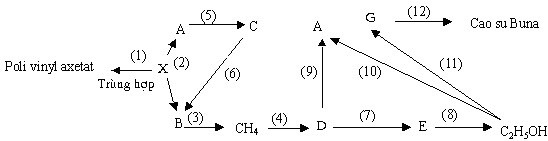 A (5) C A G (12) Cao su Buna
Poli vinyl axetat (1) X (2) (6) (9) (10) (11)
Trùng hợp
B (3) CH₄ (4) D (7) E (8) C₂H₅OH